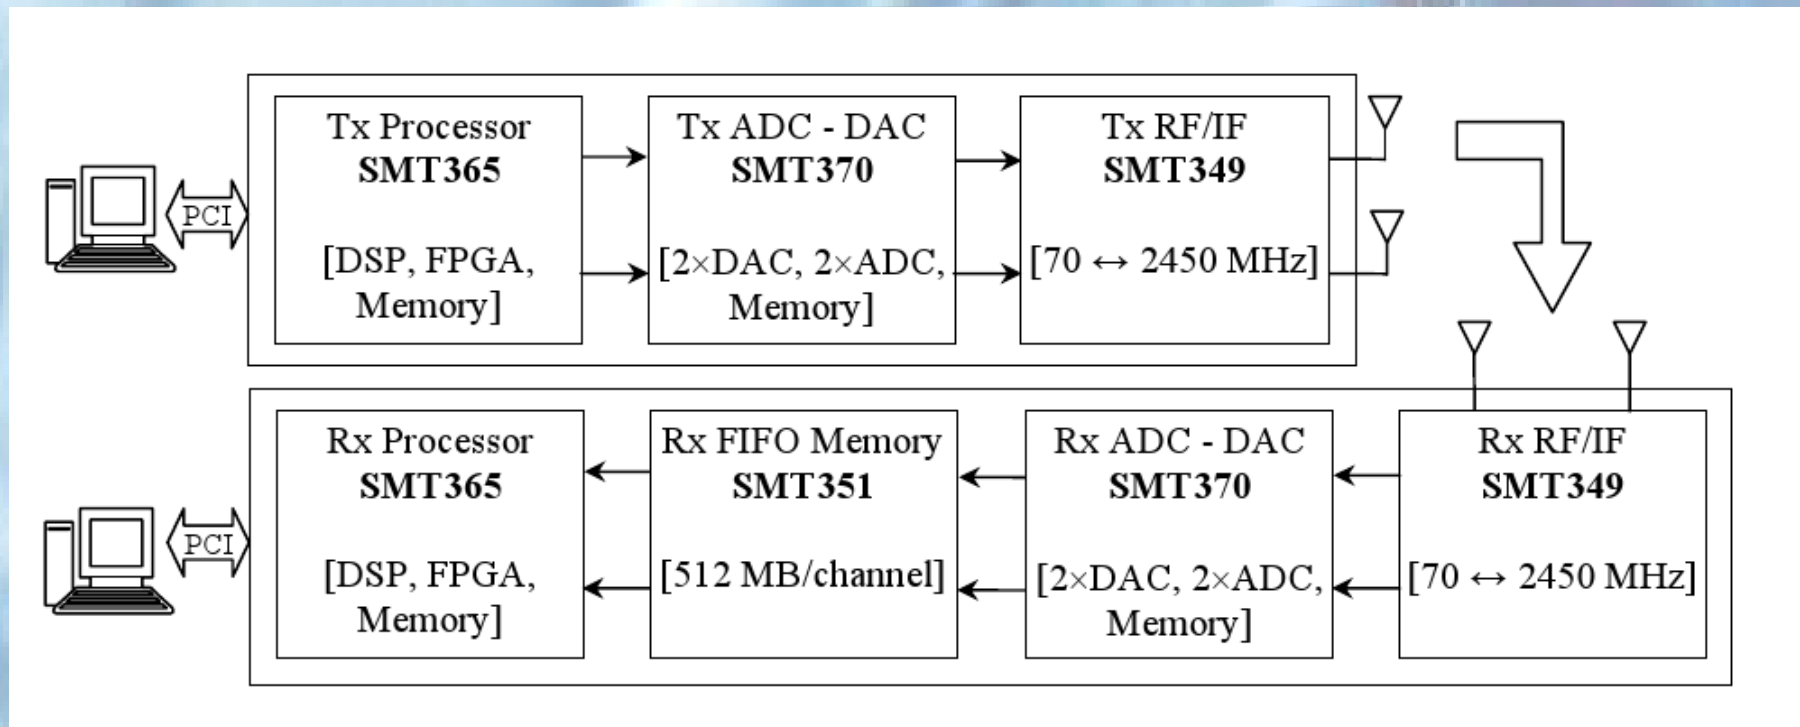 PCI
Tx Processor
SMT365
[DSP, FPGA,
Memory]
Tx ADC - DAC
SMT370
[2×DAC, 2×ADC,
Memory]
Tx RF/IF
SMT349
[70 ↔ 2450 MHz]
PCI
Rx Processor
SMT365
[DSP, FPGA,
Memory]
Rx FIFO Memory
SMT351
[512 MB/channel]
Rx ADC - DAC
SMT370
[2×DAC, 2×ADC,
Memory]
Rx RF/IF
SMT349
[70 ↔ 2450 MHz]